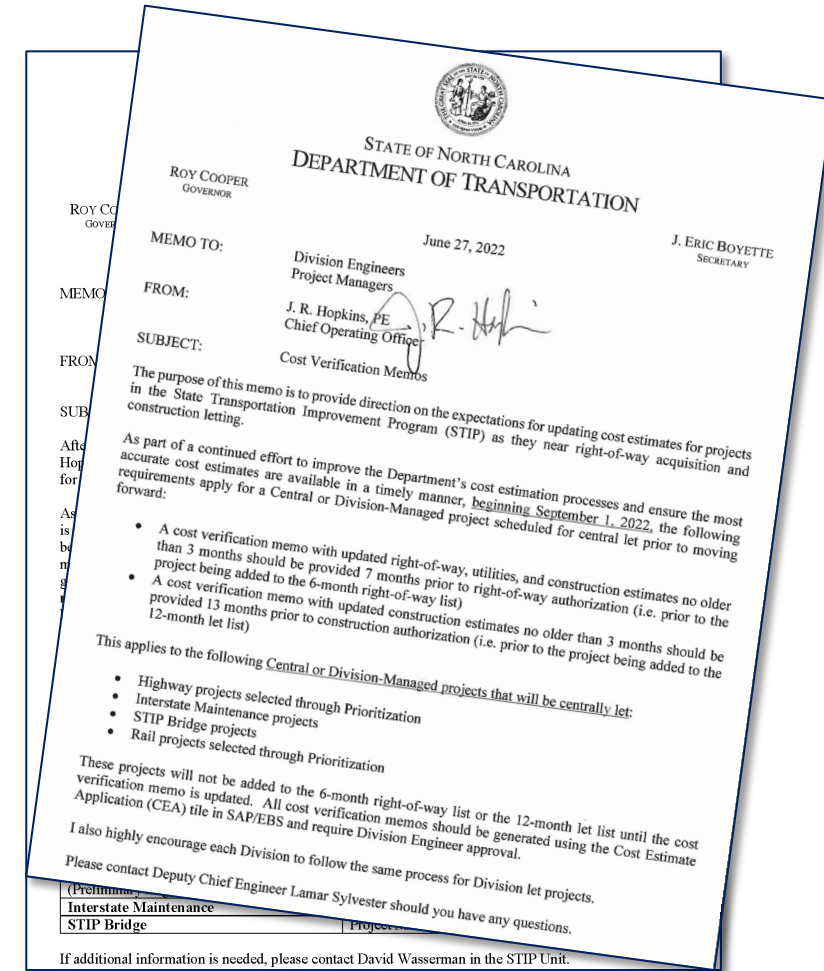 STATE OF NORTH CAROLINA
DEPARTMENT OF TRANSPORTATION
ROY COOPER
GOVERNOR
J. ERIC BOYETTE
SECRETARY
June 27, 2022
MEMO TO:
Division Engineers
Project Managers
FROM:
J. R. Hopkins, PE
Chief Operating Officer
SUBJECT:
Cost Verification Memos
The purpose of this memo is to provide direction on the expectations for updating cost estimates for projects
in the State Transportation Improvement Program (STIP) as they near right-of-way acquisition and
construction letting.
As part of a continued effort to improve the Department's cost estimation processes and ensure the most
accurate cost estimates are available in a timely manner, beginning September 1, 2022, the following
requirements apply for a Central or Division-Managed project scheduled for central let prior to moving
forward:
• A cost verification memo with updated right-of-way, utilities, and construction estimates no older
than 3 months should be provided 7 months prior to right-of-way authorization (i.e. prior to the
project being added to the 6-month right-of-way list)
• A cost verification memo with updated construction estimates no older than 3 months should be
provided 13 months prior to construction authorization (i.e. prior to the project being added to the
12-month let list)
This applies to the following Central or Division-Managed projects that will be centrally let:
• Highway projects selected through Prioritization
• Interstate Maintenance projects
• STIP Bridge projects
• Rail projects selected through Prioritization
These projects will not be added to the 6-month right-of-way list or the 12-month let list until the cost
verification memo is updated. All cost verification memos should be generated using the Cost Estimate
Application (CEA) tile in SAP/EBS and require Division Engineer approval.
I also highly encourage each Division to follow the same process for Division let projects.
Please contact Deputy Chief Engineer Lamar Sylvester should you have any questions.
ROY CO
GOVER
MEMO
FROM
SUB
Afte
Hop
for
As
is
be
m
g
Interstate Maintenance
STIP Bridge
If additional information is needed, please contact David Wasserman in the STIP Unit.